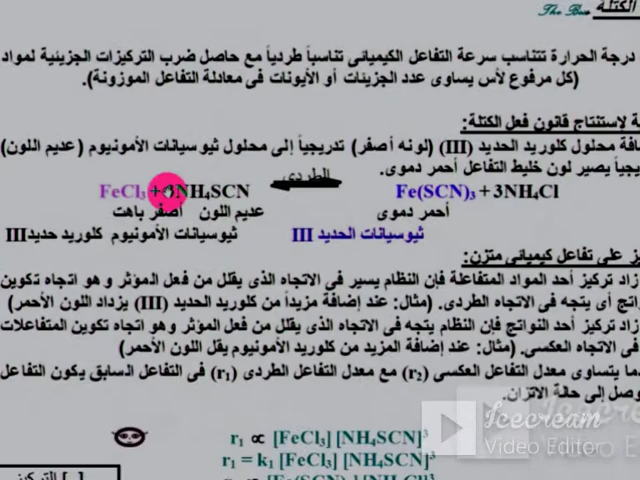 الكتلة
The Bus
درجة الحرارة تتناسب سرعة التفاعل الكيميائى تناسباً طردياً مع حاصل ضرب التركيزات الجزيئية لمواد
(كل مرفوع لأس يساوى عدد الجزيئات أو الأيونات فى معادلة التفاعل الموزونة).
لاستنتاج قانون فعل الكتلة:
محلول كلوريد الحديد (III) (لونه أصفر) تدريجياً إلى محلول ثيوسيانات الأمونيوم (عديم اللون)
يصير لون خليط التفاعل أحمر دموى.
FeCl₃ + 3NH₄SCN الطردى Fe(SCN)₃ + 3NH₄Cl
أصفر باهت عديم اللون أحمر دموى
كلوريد حديدIII ثيوسيانات الأمونيوم ثيوسيانات الحديد III
على تفاعل كيميائى متزن:
زاد تركيز أحد المواد المتفاعلة فإن النظام يسير فى الاتجاه الذى يقلل من فعل المؤثر و هو اتجاه تكوين
أى يتجه فى الاتجاه الطردى. (مثال: عند إضافة مزيداً من كلوريد الحديد (III) يزداد اللون الأحمر)
زاد تركيز أحد النواتج فإن النظام يتجه فى الاتجاه الذى يقلل من فعل المؤثر وهو اتجاه تكوين المتفاعلات
فى الاتجاه العكسى. (مثال: عند إضافة المزيد من كلوريد الأمونيوم يقل اللون الأحمر)
يتساوى معدل التفاعل العكسى (r₂) مع معدل التفاعل الطردى (r₁) فى التفاعل السابق يكون التفاعل
إلى حالة الاتزان.
r₁ ∝ [FeCl₃] [NH₄SCN]³
r₁ = k₁ [FeCl₃] [NH₄SCN]³
[ ] التركيز
Icecream
Video Editor